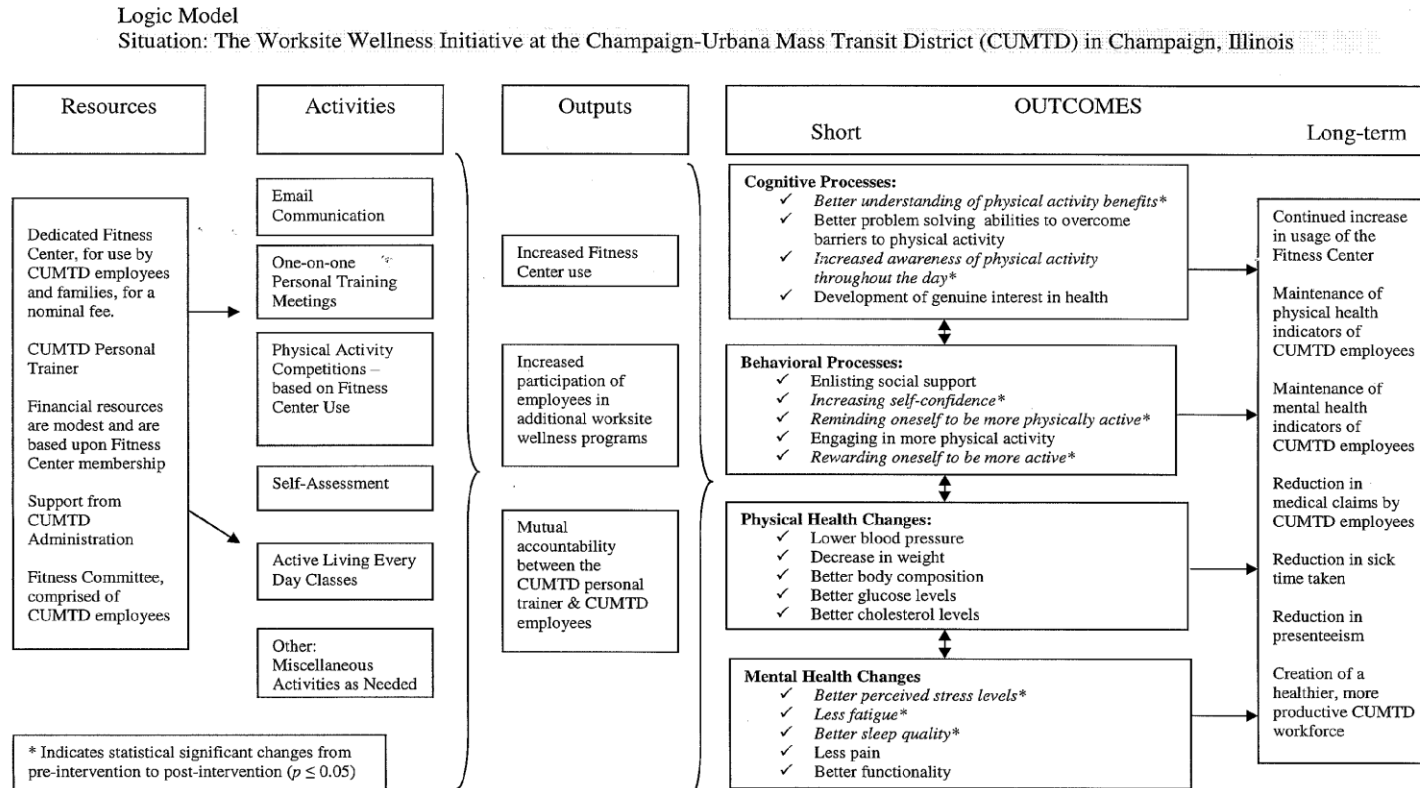 Logic Model
Situation: The Worksite Wellness Initiative at the Champaign-Urbana Mass Transit District (CUMTD) in Champaign, Illinois
Resources
Activities
Outputs
OUTCOMES
Short
Long-term
Dedicated Fitness
Center, for use by
CUMTD employees
and families, for a
nominal fee.
CUMTD Personal
Trainer
Financial resources
are modest and are
based upon Fitness
Center membership
Support from
CUMTD
Administration
Fitness Committee,
comprised of
CUMTD employees
Email
Communication
One-on-one
Personal Training
Meetings
Physical Activity
Competitions –
based on Fitness
Center Use
Self-Assessment
Active Living Every
Day Classes
Other:
Miscellaneous
Activities as Needed
Increased Fitness
Center use
Increased
participation of
employees in
additional worksite
wellness programs
Mutual
accountability
between the
CUMTD personal
trainer & CUMTD
employees
Cognitive Processes:
✓ Better understanding of physical activity benefits*
✓ Better problem solving abilities to overcome
barriers to physical activity
✓ Increased awareness of physical activity
throughout the day*
✓ Development of genuine interest in health
Behavioral Processes:
✓ Enlisting social support
✓ Increasing self-confidence*
✓ Reminding oneself to be more physically active*
✓ Engaging in more physical activity
✓ Rewarding oneself to be more active*
Physical Health Changes:
✓ Lower blood pressure
✓ Decrease in weight
✓ Better body composition
✓ Better glucose levels
✓ Better cholesterol levels
Mental Health Changes
✓ Better perceived stress levels*
✓ Less fatigue*
✓ Better sleep quality*
✓ Less pain
✓ Better functionality
Continued increase
in usage of the
Fitness Center
Maintenance of
physical health
indicators of
CUMTD employees
Maintenance of
mental health
indicators of
CUMTD employees
Reduction in
medical claims by
CUMTD employees
Reduction in sick
time taken
Reduction in
presenteeism
Creation of a
healthier, more
productive CUMTD
workforce
* Indicates statistical significant changes from
pre-intervention to post-intervention (p ≤ 0.05)